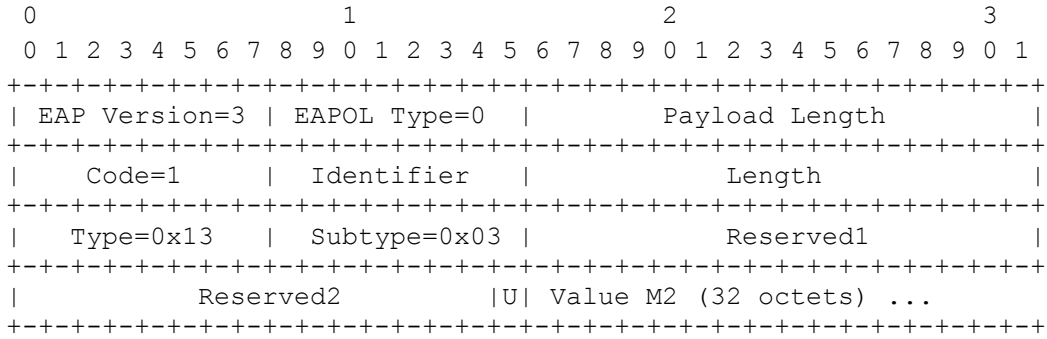 0                   1                   2                   3
 0 1 2 3 4 5 6 7 8 9 0 1 2 3 4 5 6 7 8 9 0 1 2 3 4 5 6 7 8 9 0 1
+-+-+-+-+-+-+-+-+-+-+-+-+-+-+-+-+-+-+-+-+-+-+-+-+-+-+-+-+-+-+-+-+
| EAP Version=3 | EAPOL Type=0  |        Payload Length         |
+-+-+-+-+-+-+-+-+-+-+-+-+-+-+-+-+-+-+-+-+-+-+-+-+-+-+-+-+-+-+-+-+
|    Code=1     |  Identifier   |            Length             |
+-+-+-+-+-+-+-+-+-+-+-+-+-+-+-+-+-+-+-+-+-+-+-+-+-+-+-+-+-+-+-+-+
|   Type=0x13   |  Subtype=0x03 |            Reserved1          |
+-+-+-+-+-+-+-+-+-+-+-+-+-+-+-+-+-+-+-+-+-+-+-+-+-+-+-+-+-+-+-+-+
|           Reserved2         |U| Value M2 (32 octets) ...
+-+-+-+-+-+-+-+-+-+-+-+-+-+-+-+-+-+-+-+-+-+-+-+-+-+-+-+-+-+-+-+-+